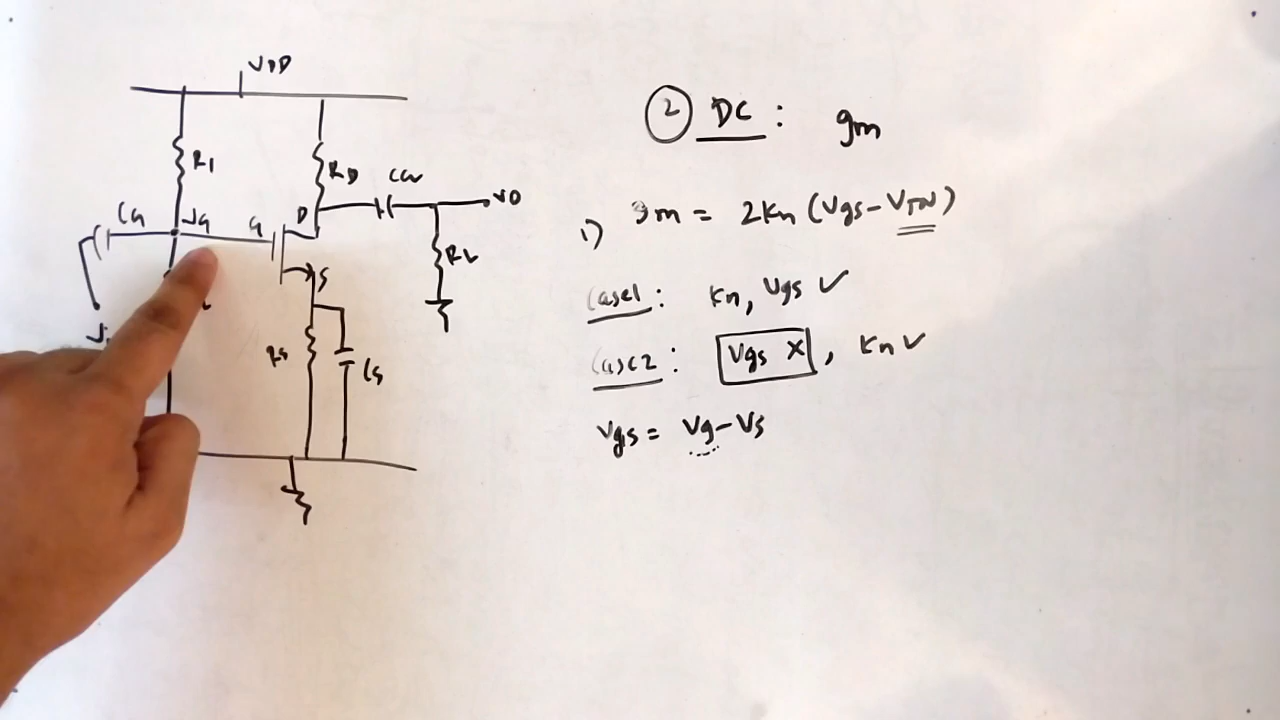 VDD
R1
RD
CC2
VO
CG
VG
G
D
S
RL
RS
CS
② DC : gm
1) gm = 2Kn (Vgs - VTN)
Case1 : Kn, Vgs ✓
Case2 : Vgs X , Kn ✓
Vgs = Vg - Vs